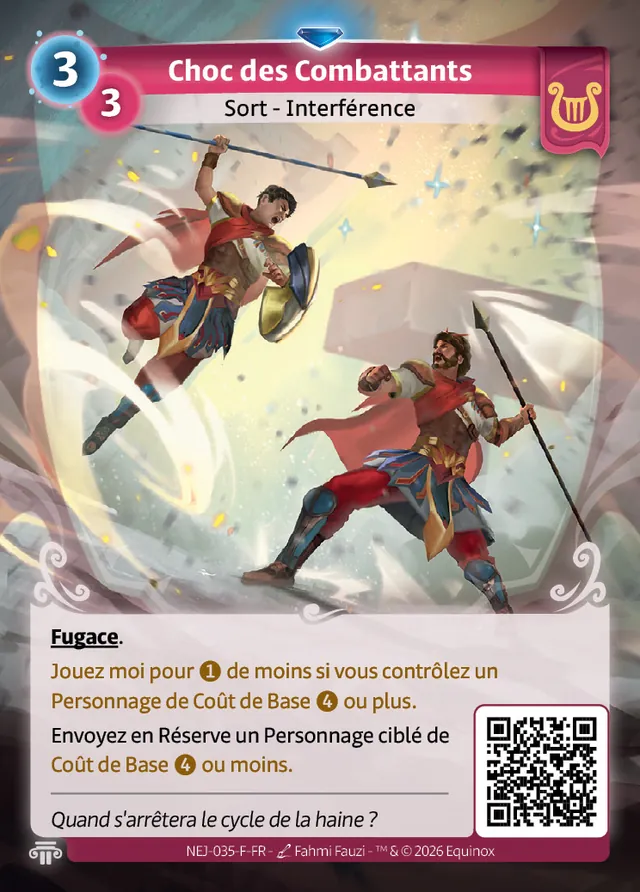 3
Choc des Combattants
3
Sort - Interférence
Fugace.
Jouez moi pour 1 de moins si vous contrôlez un
Personnage de Coût de Base 4 ou plus.
Envoyez en Réserve un Personnage ciblé de
Coût de Base 4 ou moins.
Quand s'arrêtera le cycle de la haine ?
NEJ-035-F-FR - Fahmi Fauzi - ™ & © 2026 Equinox